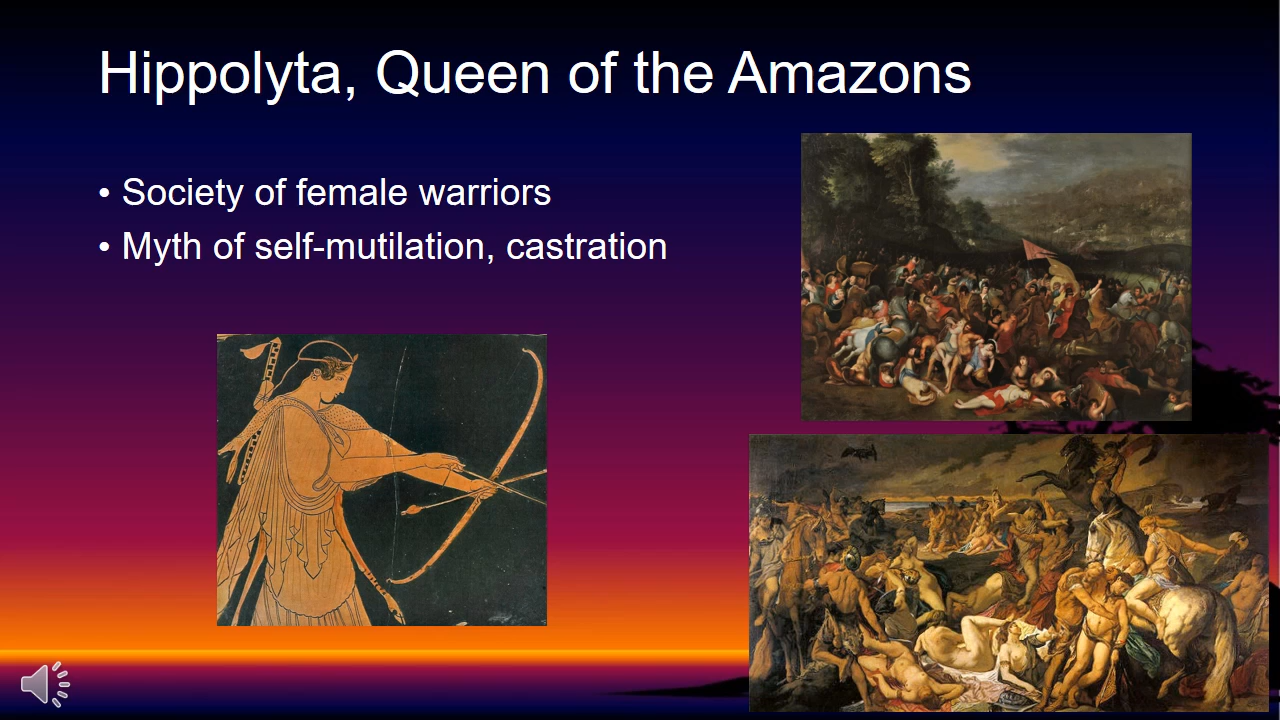 Hippolyta, Queen of the Amazons
• Society of female warriors
• Myth of self-mutilation, castration